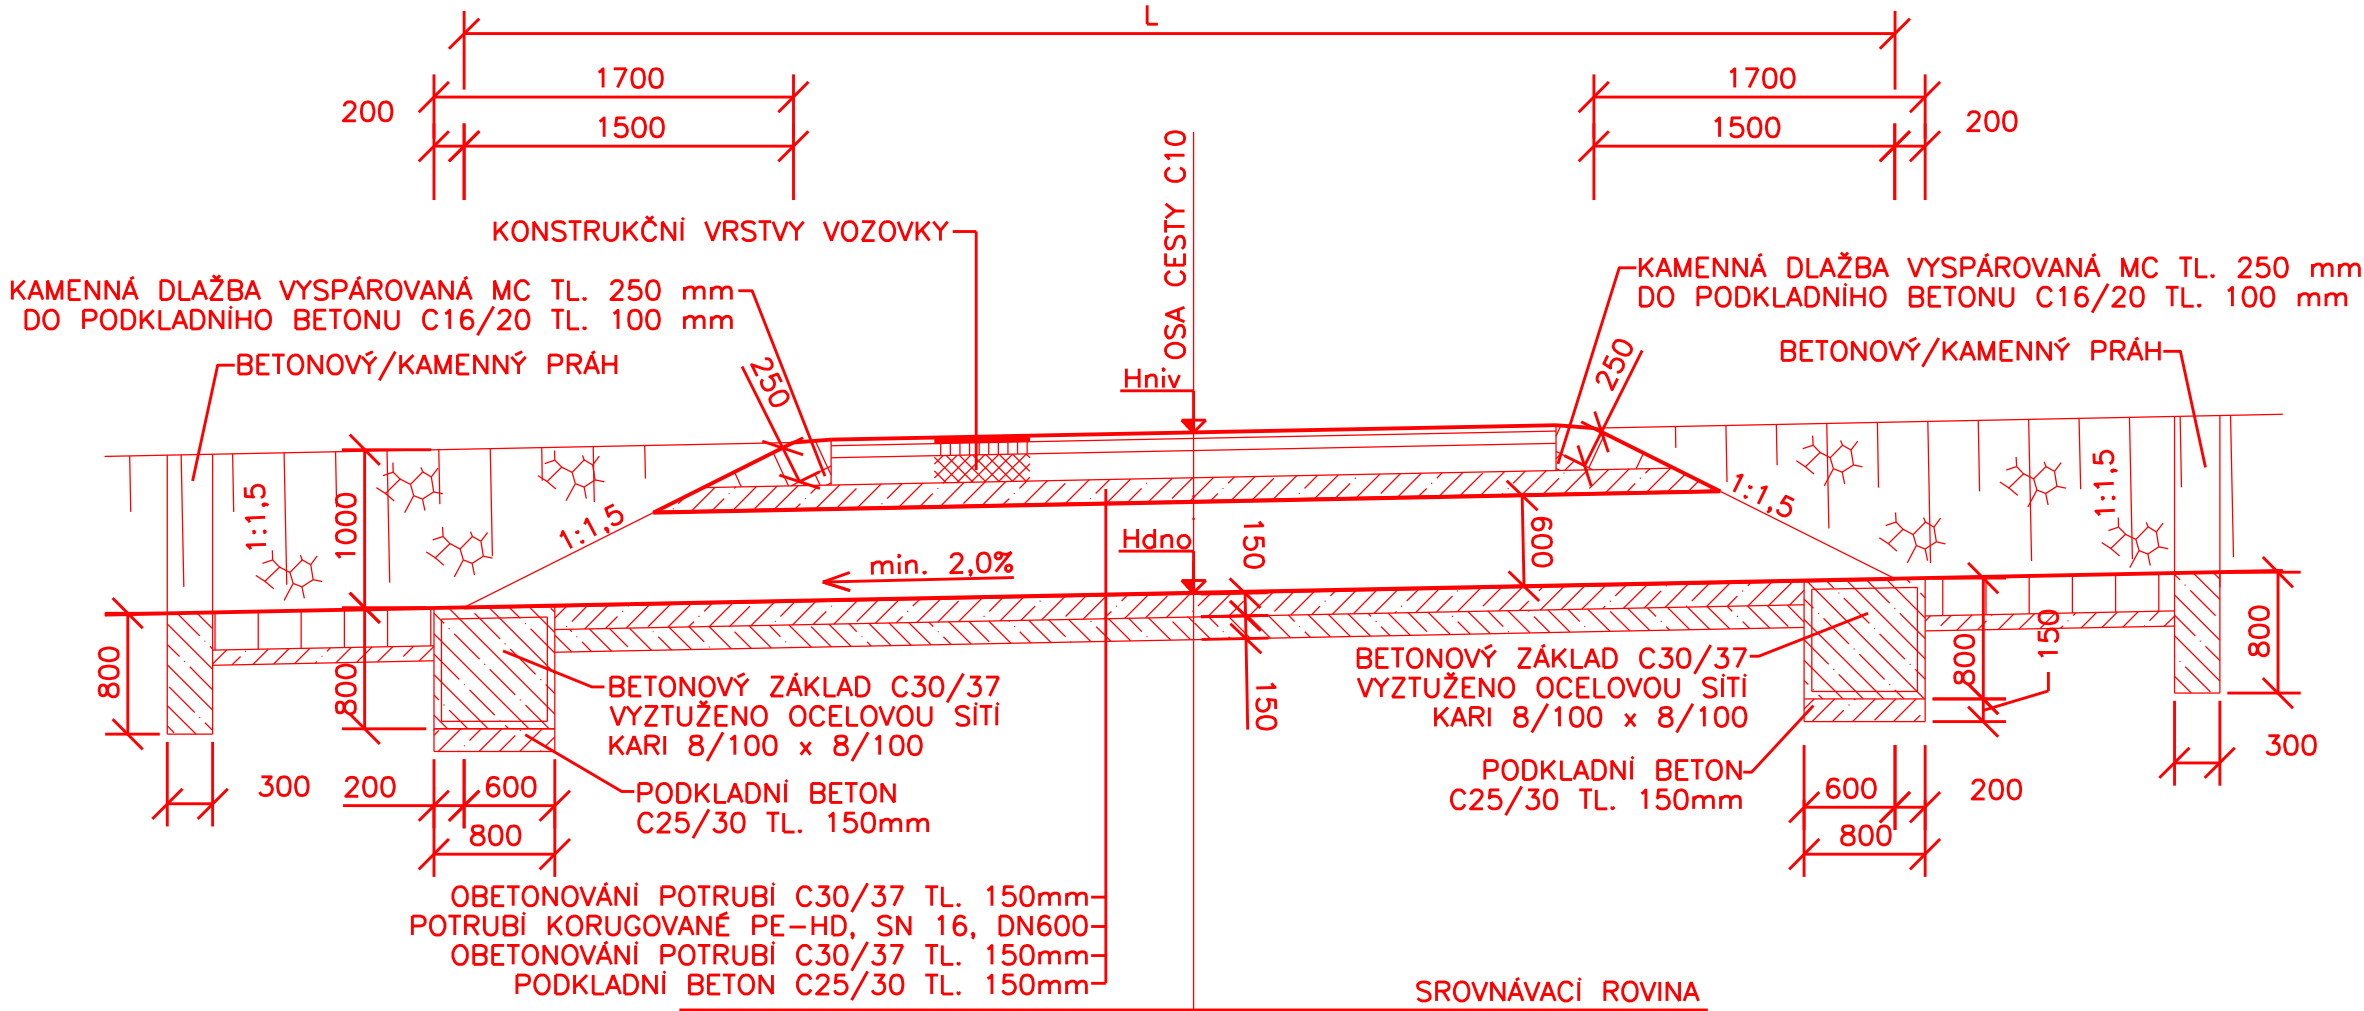 L
1700
1700
200
1500
1500
200
OSA CESTY C10
KONSTRUKČNÍ VRSTVY VOZOVKY
KAMENNÁ DLAŽBA VYSPÁROVANÁ MC TL. 250 mm
DO PODKLADNÍHO BETONU C16/20 TL. 100 mm
KAMENNÁ DLAŽBA VYSPÁROVANÁ MC TL. 250 mm
DO PODKLADNÍHO BETONU C16/20 TL. 100 mm
BETONOVÝ/KAMENNÝ PRÁH
BETONOVÝ/KAMENNÝ PRÁH
250
Hniv
250
1:1,5
1000
1:1,5
1:1,5
1:1,5
Hdno
150
600
min. 2,0%
800
800
150
800
150
800
BETONOVÝ ZÁKLAD C30/37
VYZTUŽENO OCELOVOU SÍTÍ
KARI 8/100 x 8/100
BETONOVÝ ZÁKLAD C30/37
VYZTUŽENO OCELOVOU SÍTÍ
KARI 8/100 x 8/100
300
200
600
800
PODKLADNÍ BETON
C25/30 TL. 150mm
PODKLADNÍ BETON
C25/30 TL. 150mm
600
200
300
800
OBETONOVÁNÍ POTRUBÍ C30/37 TL. 150mm
POTRUBÍ KORUGOVANÉ PE-HD, SN 16, DN600
OBETONOVÁNÍ POTRUBÍ C30/37 TL. 150mm
PODKLADNÍ BETON C25/30 TL. 150mm
SROVNÁVACÍ ROVINA